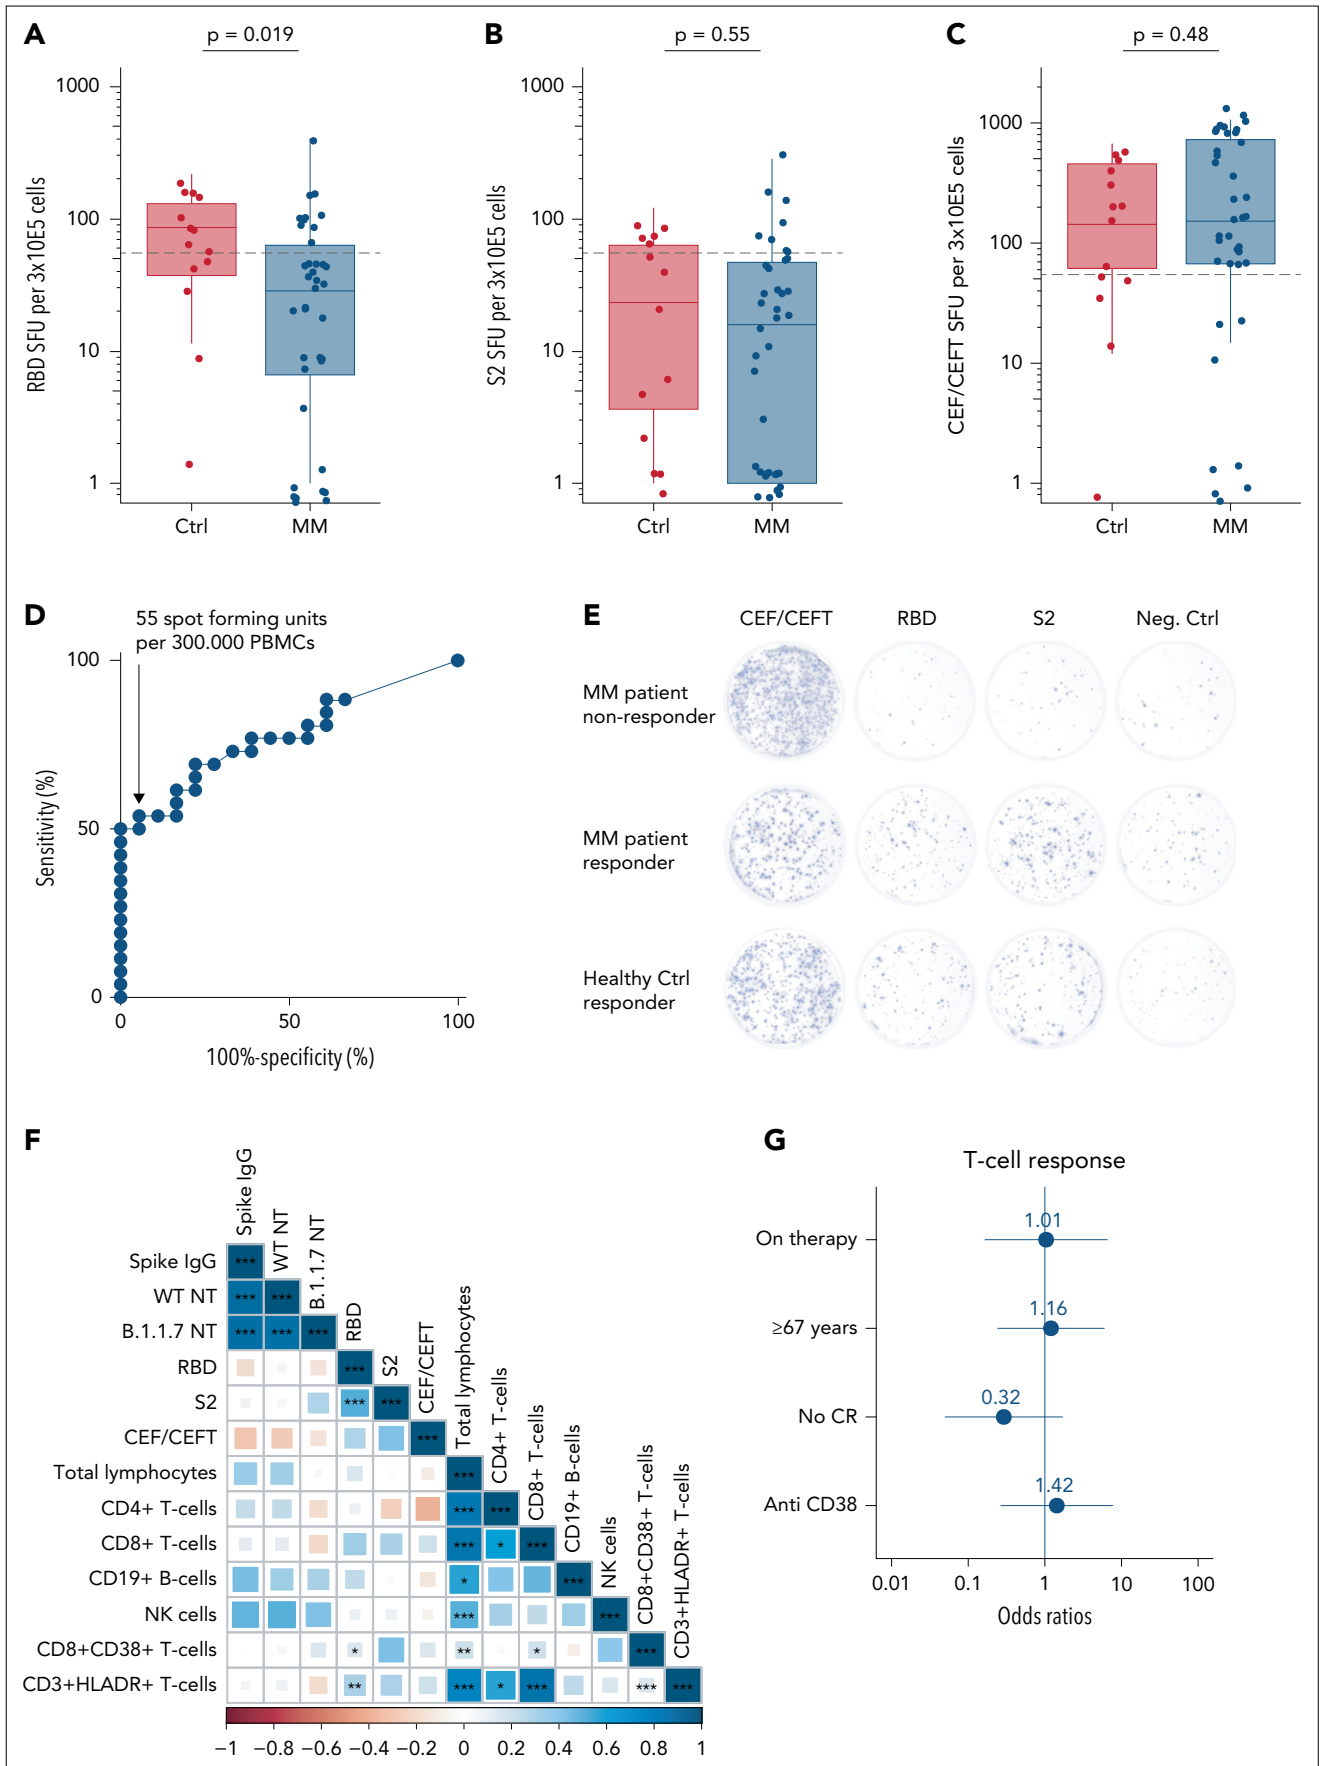 A
p = 0.019
RBD SFU per 3x10E5 cells
1000
100
10
1
Ctrl
MM
B
p = 0.55
S2 SFU per 3x10E5 cells
1000
100
10
1
Ctrl
MM
C
p = 0.48
CEF/CEFT SFU per 3x10E5 cells
1000
100
10
1
Ctrl
MM
D
55 spot forming units
per 300.000 PBMCs
Sensitivity (%)
100
50
0
0
50
100
100%-specificity (%)
E
CEF/CEFT
RBD
S2
Neg. Ctrl
MM patient
non-responder
MM patient
responder
Healthy Ctrl
responder
F
Spike IgG
WT NT
B.1.1.7 NT
RBD
S2
CEF/CEFT
Total lymphocytes
CD4+ T-cells
CD8+ T-cells
CD19+ B-cells
NK cells
CD8+CD38+ T-cells
CD3+HLADR+ T-cells
Spike IgG ***
WT NT *** ***
B.1.1.7 NT *** *** ***
RBD ***
S2 *** ***
CEF/CEFT ***
Total lymphocytes ***
CD4+ T-cells *** ***
CD8+ T-cells *** * ***
CD19+ B-cells * ***
NK cells *** ***
CD8+CD38+ T-cells * ** * ***
CD3+HLADR+ T-cells ** *** * *** *** ***
−1 −0.8 −0.6 −0.4 −0.2 0 0.2 0.4 0.6 0.8 1
G
T-cell response
On therapy
1.01
≥67 years
1.16
No CR
0.32
Anti CD38
1.42
0.01 0.1 1 10 100
Odds ratios